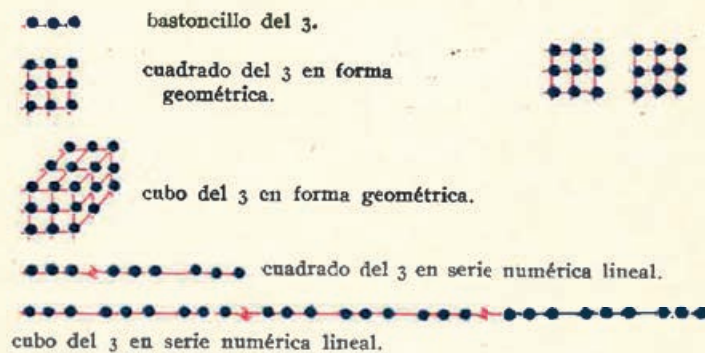 bastoncillo del 3.
cuadrado del 3 en forma
geométrica.
cubo del 3 en forma geométrica.
cuadrado del 3 en serie numérica lineal.
cubo del 3 en serie numérica lineal.